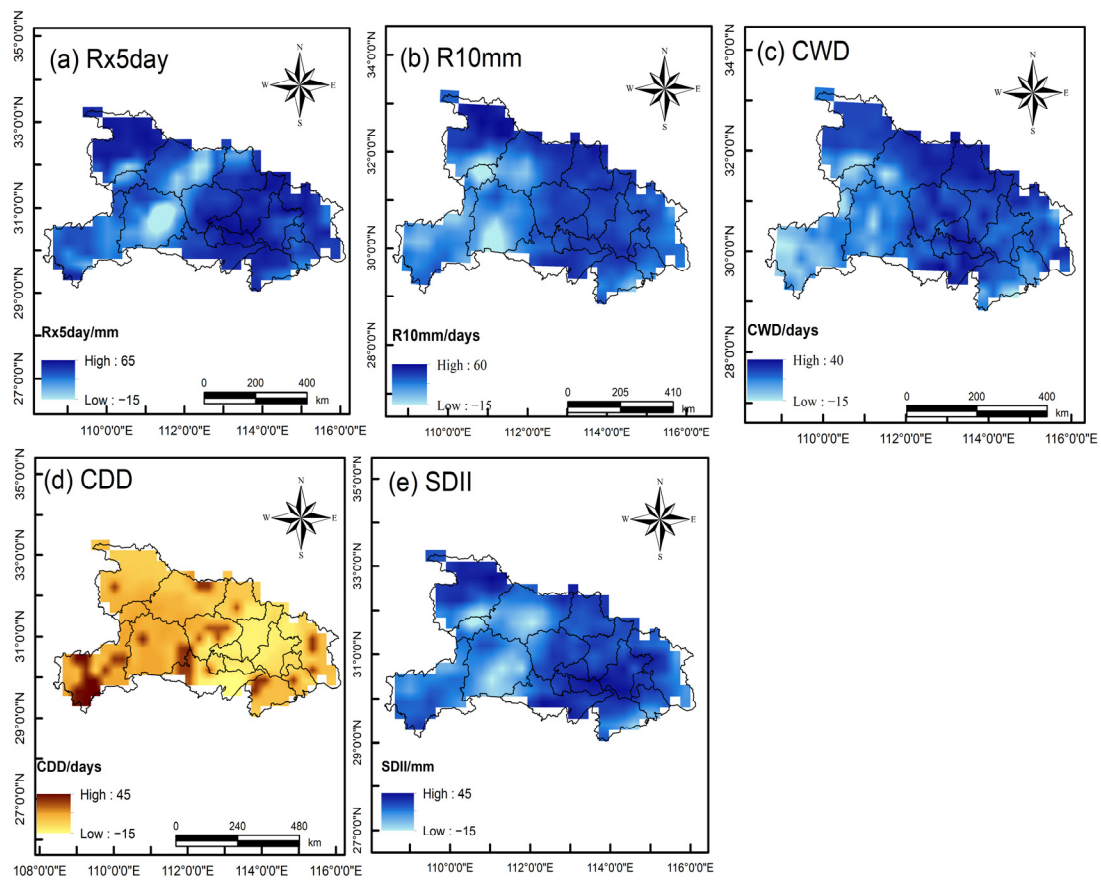 (a) Rx5day
N
W E
S
35°0'0"N
33°0'0"N
31°0'0"N
29°0'0"N
27°0'0"N
Rx5day/mm
High : 65
Low : −15
0 200 400
km
110°0'0"E 112°0'0"E 114°0'0"E 116°0'0"E
(b) R10mm
N
W E
S
34°0'0"N
32°0'0"N
30°0'0"N
28°0'0"N
R10mm/days
High : 60
Low : −15
0 205 410
km
110°0'0"E 112°0'0"E 114°0'0"E 116°0'0"E
(c) CWD
N
W E
S
34°0'0"N
32°0'0"N
30°0'0"N
28°0'0"N
CWD/days
High : 40
Low : −15
0 200 400
km
110°0'0"E 112°0'0"E 114°0'0"E 116°0'0"E
(d) CDD
N
W E
S
35°0'0"N
33°0'0"N
31°0'0"N
29°0'0"N
27°0'0"N
CDD/days
High : 45
Low : −15
0 240 480
km
108°0'0"E 110°0'0"E 112°0'0"E 114°0'0"E 116°0'0"E
(e) SDII
N
W E
S
35°0'0"N
33°0'0"N
31°0'0"N
29°0'0"N
27°0'0"N
SDII/mm
High : 45
Low : −15
0 200 400
km
110°0'0"E 112°0'0"E 114°0'0"E 116°0'0"E